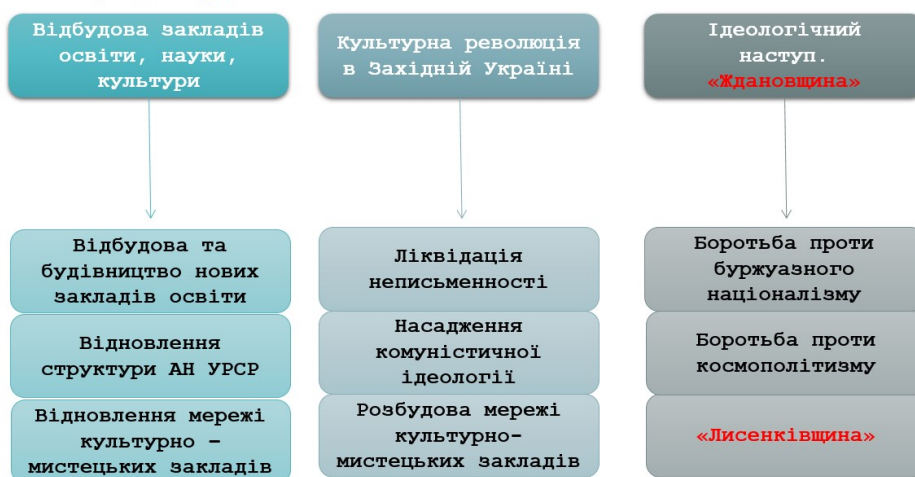 Відбудова закладів
освіти, науки,
культури
Культурна революція
в Західній Україні
Ідеологічний
наступ.
«Ждановщина»
Відбудова та
будівництво нових
закладів освіти
Відновлення
структури АН УРСР
Відновлення мережі
культурно –
мистецьких закладів
Ліквідація
неписьменності
Насадження
комуністичної
ідеології
Розбудова мережі
культурно-
мистецьких закладів
Боротьба проти
буржуазного
націоналізму
Боротьба проти
космополітизму
«Лисенківщина»